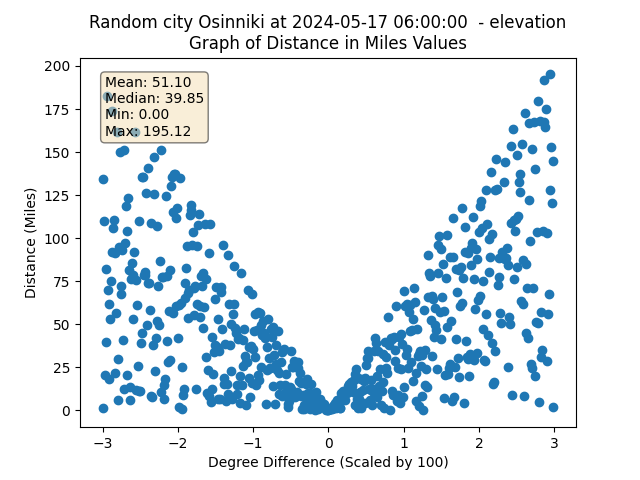 Random city Osinniki at 2024-05-17 06:00:00  - elevation
Graph of Distance in Miles Values
Mean: 51.10
Median: 39.85
Min: 0.00
Max: 195.12
200
175
150
125
100
75
50
25
0
Distance (Miles)
−3 −2 −1 0 1 2 3
Degree Difference (Scaled by 100)